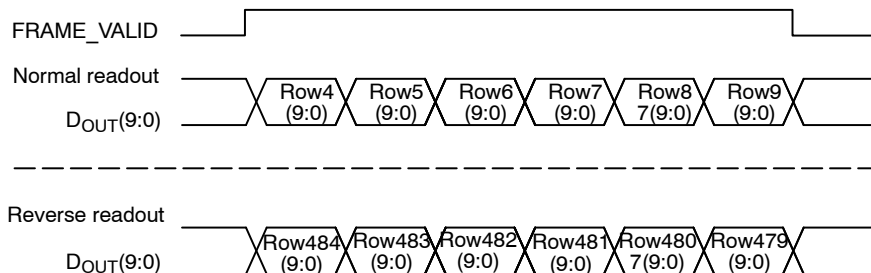 FRAME_VALID
Normal readout
DOUT(9:0)
Row4 (9:0)
Row5 (9:0)
Row6 (9:0)
Row7 (9:0)
Row8 7(9:0)
Row9 (9:0)
Reverse readout
DOUT(9:0)
Row484 (9:0)
Row483 (9:0)
Row482 (9:0)
Row481 (9:0)
Row480 7(9:0)
Row479 (9:0)